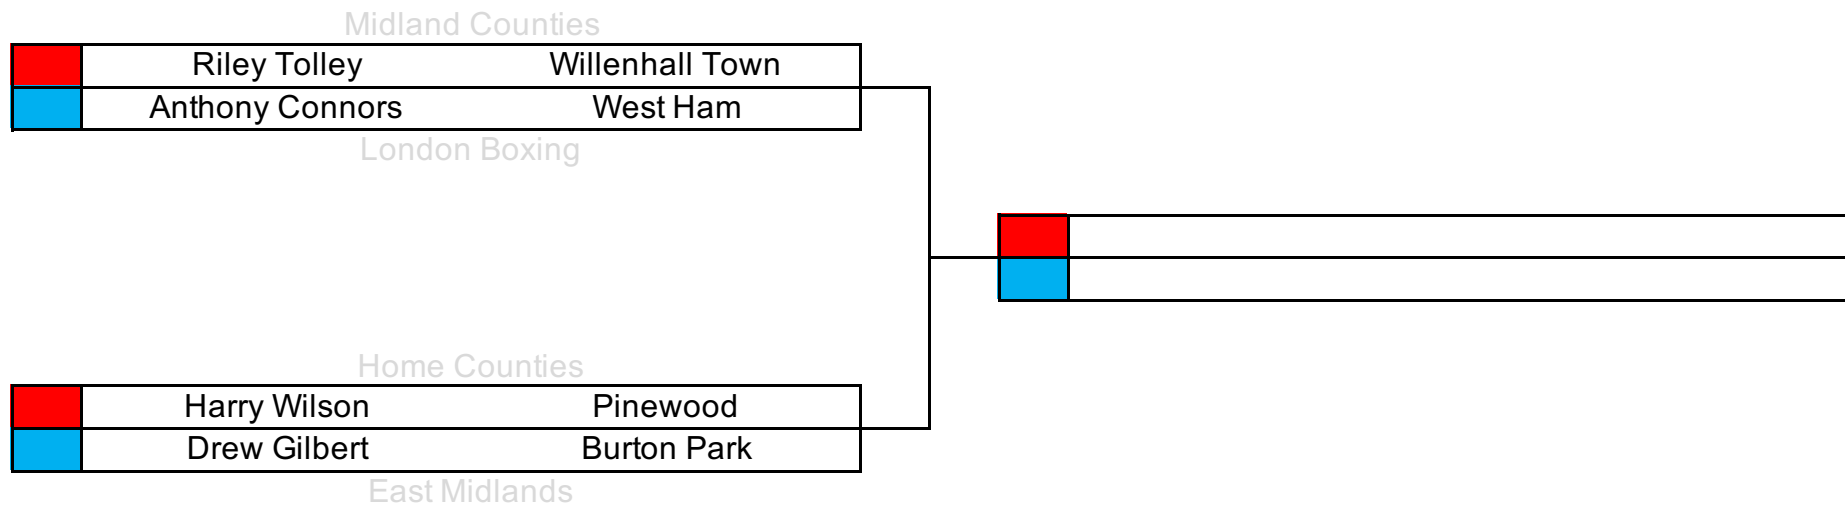 Midland Counties
Riley Tolley Willenhall Town
Anthony Connors West Ham
London Boxing
Home Counties
Harry Wilson Pinewood
Drew Gilbert Burton Park
East Midlands